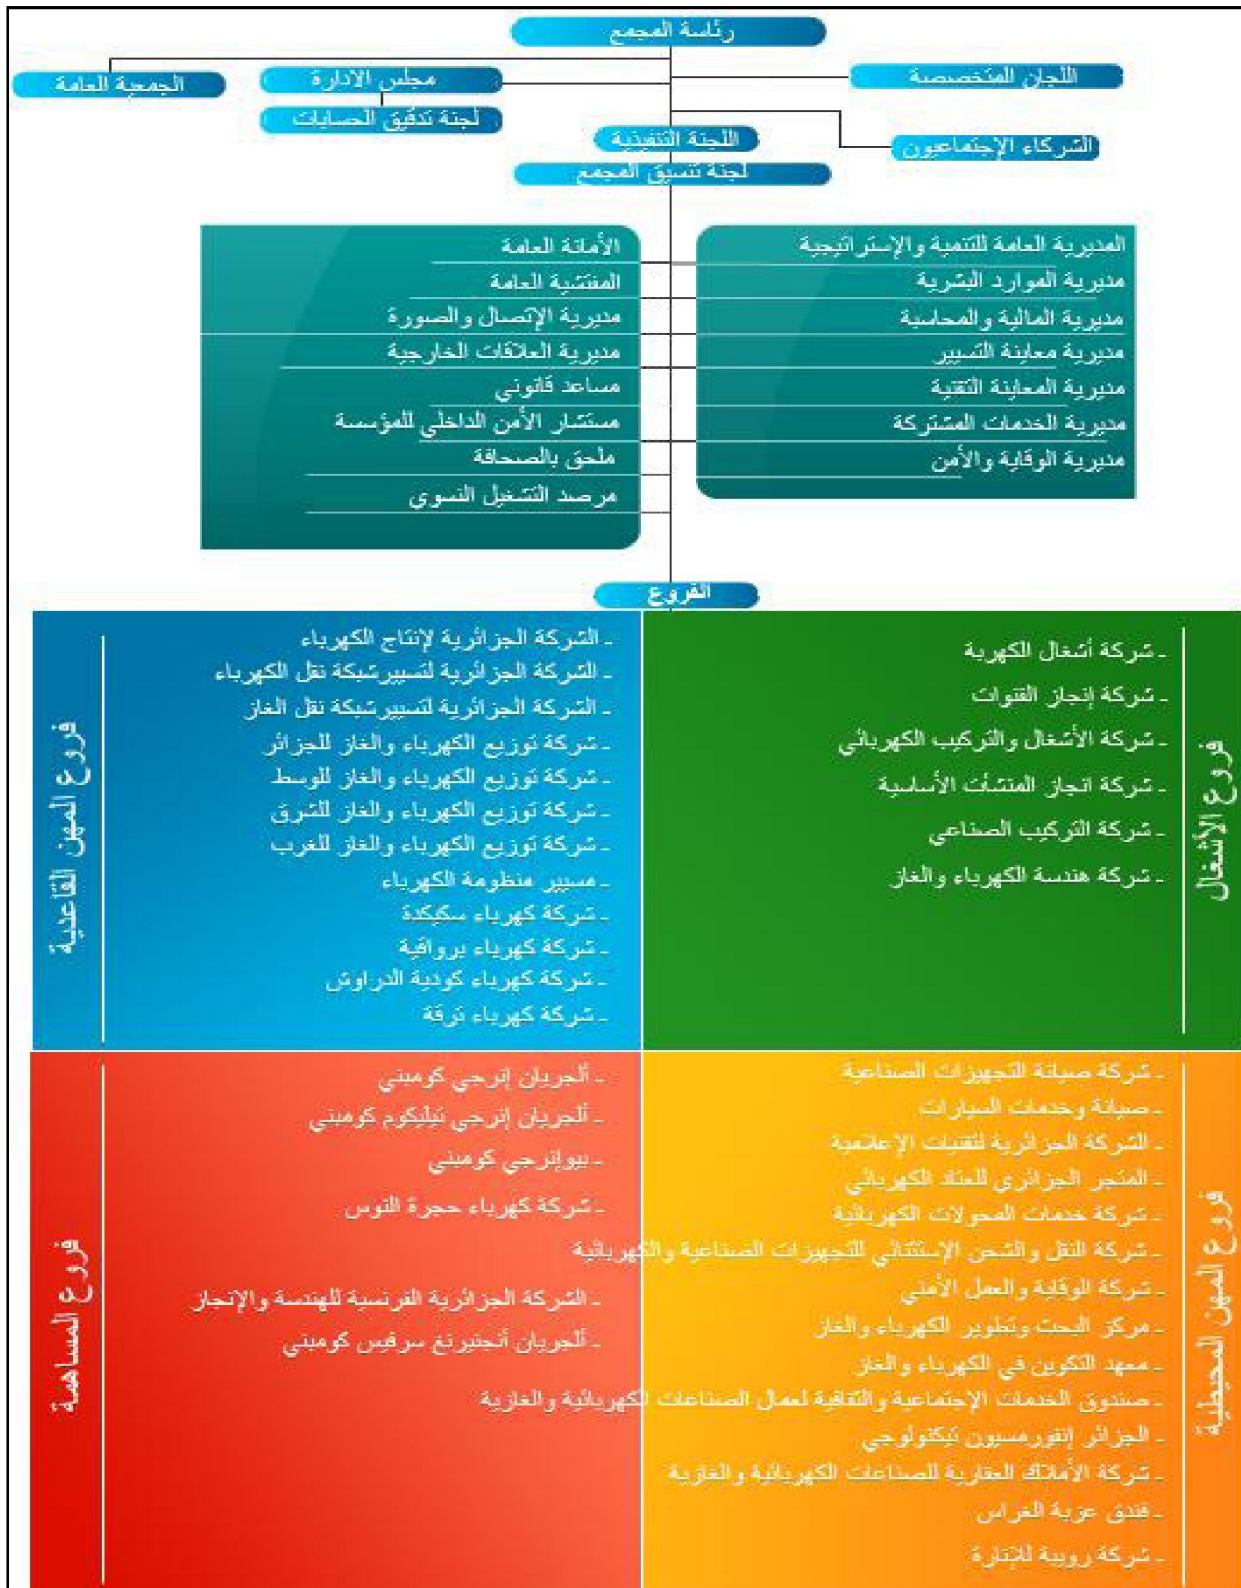 رئاسة المجمع
اللجان المتخصصة
مجلس الادارة
الجمعية العامة
لجنة تدقيق الحسابات
اللجنة التنفيذية
الشركاء الإجتماعيون
لجنة تنسيق المجمع
المديرية العامة للتنمية والإستراتيجية
مديرية الموارد البشرية
مديرية المالية والمحاسبة
مديرية معاينة التسيير
مديرية المعاينة التقنية
مديرية الخدمات المشتركة
مديرية الوقاية والأمن
الأمانة العامة
المفتشية العامة
مديرية الإتصال والصورة
مديرية العلاقات الخارجية
مساعد قانوني
مستشار الأمن الداخلي للمؤسسة
ملحق بالصحافة
مرصد التشغيل النسوي
الفروع
فروع الأشغال
- شركة أشغال الكهربة
- شركة إنجاز القنوات
- شركة الأشغال والتركيب الكهربائي
- شركة انجاز المنشأت الأساسية
- شركة التركيب الصناعي
- شركة هندسة الكهرباء والغاز
فروع المهن القاعدية
- الشركة الجزائرية لإنتاج الكهرباء
- الشركة الجزائرية لتسيير شبكة نقل الكهرباء
- الشركة الجزائرية لتسيير شبكة نقل الغاز
- شركة توزيع الكهرباء والغاز للجزائر
- شركة توزيع الكهرباء والغاز للوسط
- شركة توزيع الكهرباء والغاز للشرق
- شركة توزيع الكهرباء والغاز للغرب
- مسيير منظومة الكهرباء
- شركة كهرباء سكيكدة
- شركة كهرباء برواقية
- شركة كهرباء كودية الدراوش
- شركة كهرباء ترقة
فروع المهن المحيطية
- شركة صيانة التجهيزات الصناعية
- صيانة وخدمات السيارات
- الشركة الجزائرية لتقنيات الإعلامية
- المتجر الجزائري للعتاد الكهربائي
- شركة خدمات المحولات الكهربائية
- شركة النقل والشحن الإستثنائي للتجهيزات الصناعية والكهربائية
- شركة الوقاية والعمل الأمني
- مركز البحث وتطوير الكهرباء والغاز
- معهد التكوين في الكهرباء والغاز
- صندوق الخدمات الإجتماعية والثقافية لعمال الصناعات الكهربائية والغازية
- الجزائر إنفورمسيون تيكنولوجي
- شركة الأملاك العقارية للصناعات الكهربائية والغازية
- فندق عزبة الغراس
- شركة رويبة للإنارة
فروع المساهمة
- ألجريان إنرجي كومبني
- ألجريان إنرجي تيليكوم كومبني
- بيوإنرجي كومبني
- شركة كهرباء حجرة النوس
- الشركة الجزائرية الفرنسية للهندسة والإنجاز
- ألجريان أنجنيرنغ سرفيس كومبني